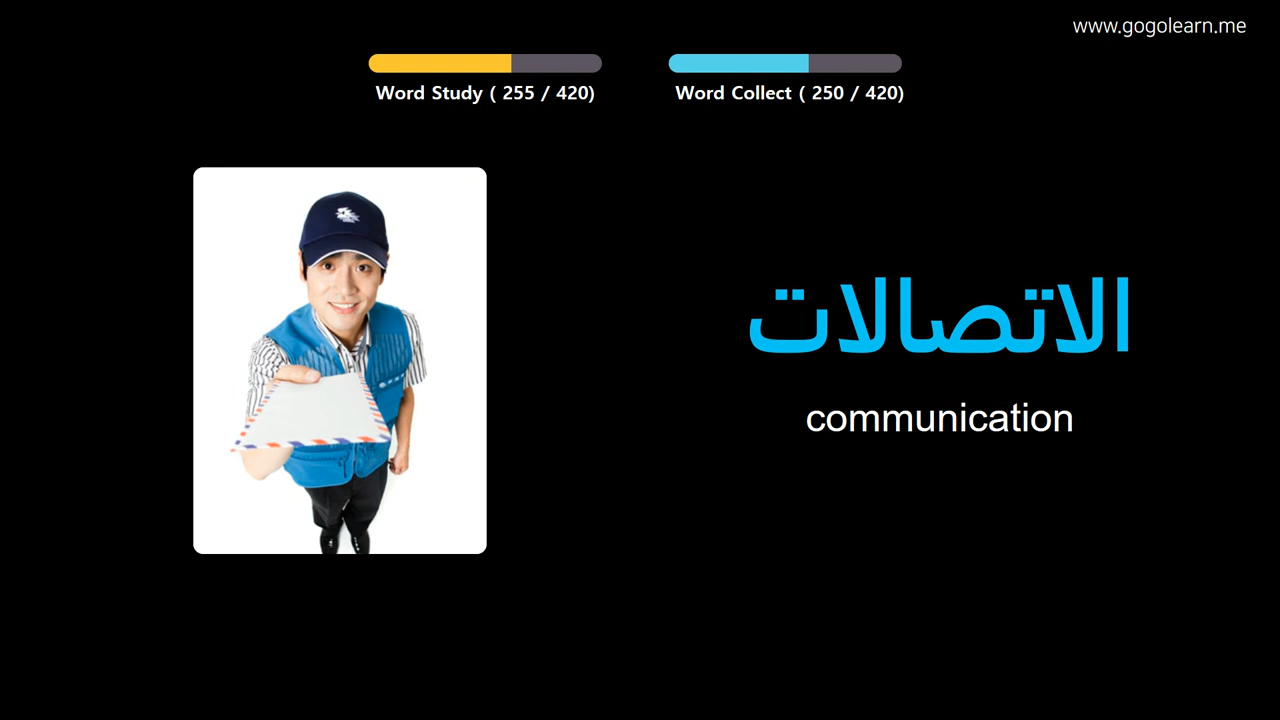 www.gogolearn.me
Word Study ( 255 / 420)
Word Collect ( 250 / 420)
الاتصالات
communication